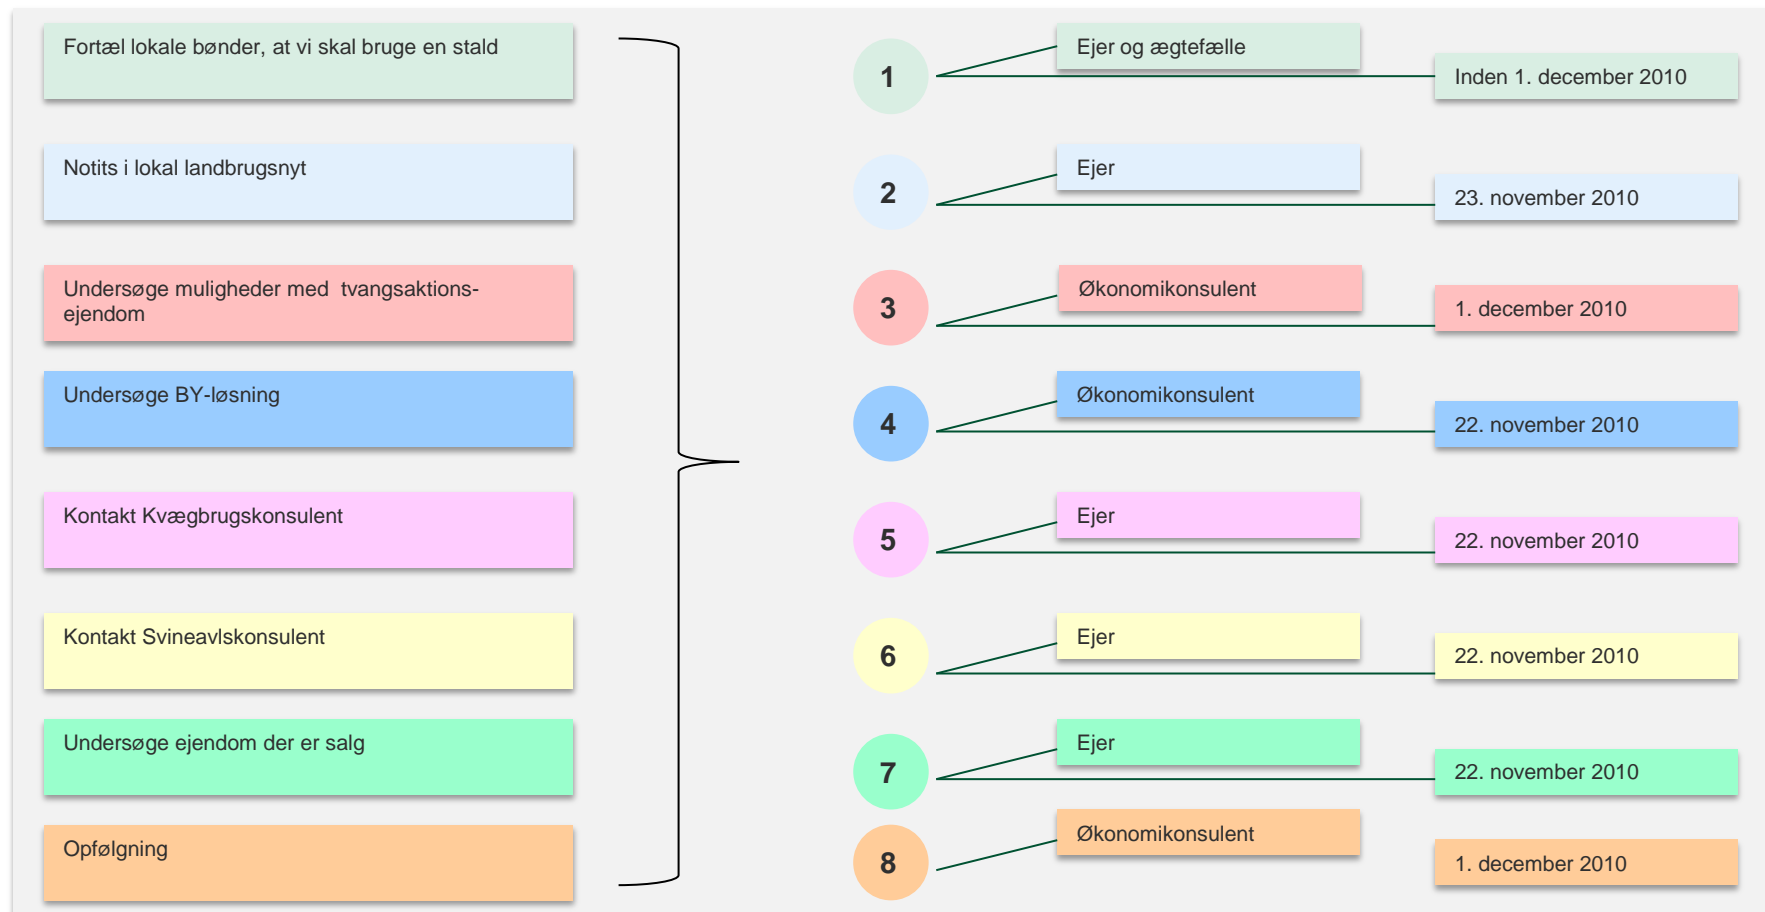 Fortæl lokale bønder, at vi skal bruge en stald
1
Ejer og ægtefælle
Inden 1. december 2010
Notits i lokal landbrugsnyt
2
Ejer
23. november 2010
Undersøge muligheder med  tvangsaktions-
ejendom
3
Økonomikonsulent
1. december 2010
Undersøge BY-løsning
4
Økonomikonsulent
22. november 2010
Kontakt Kvægbrugskonsulent
5
Ejer
22. november 2010
Kontakt Svineavlskonsulent
6
Ejer
22. november 2010
Undersøge ejendom der er salg
7
Ejer
22. november 2010
Opfølgning
8
Økonomikonsulent
1. december 2010